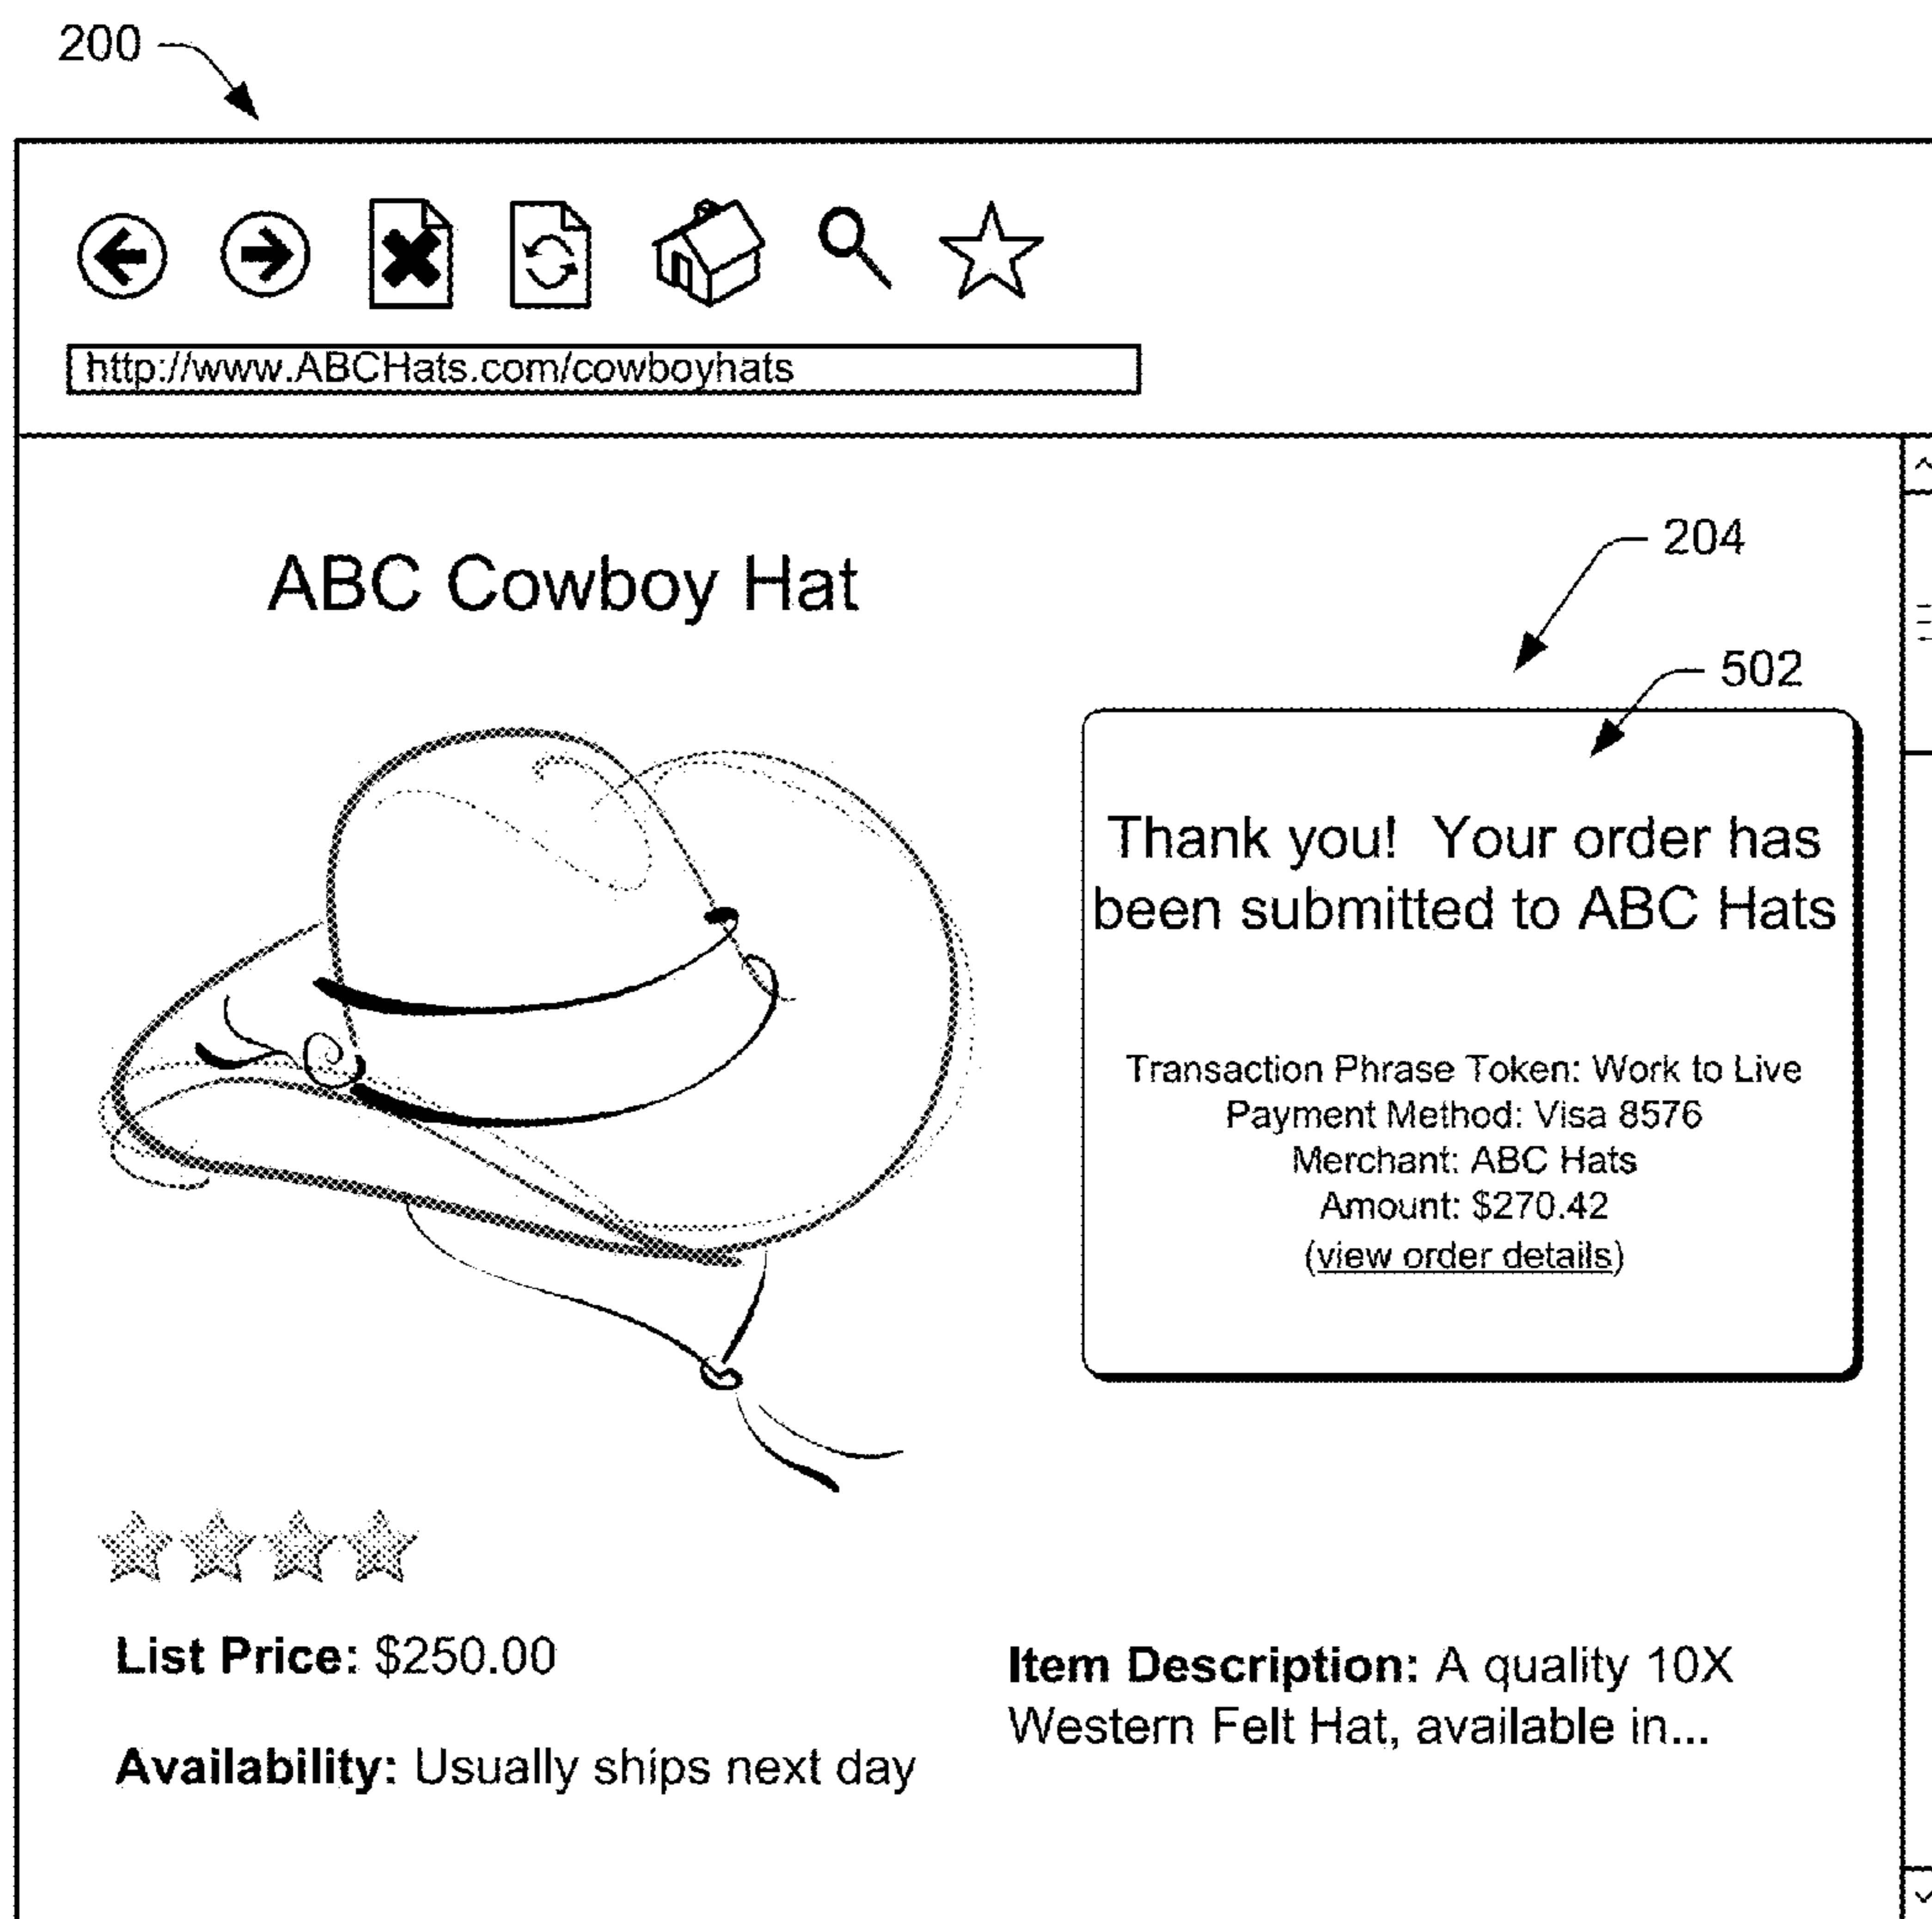 200
http://www.ABCHats.com/cowboyhats
204
ABC Cowboy Hat
502
Thank you!  Your order has
been submitted to ABC Hats
Transaction Phrase Token: Work to Live
Payment Method: Visa 8576
Merchant: ABC Hats
Amount: $270.42
(view order details)
List Price: $250.00
Availability: Usually ships next day
Item Description: A quality 10X
Western Felt Hat, available in...